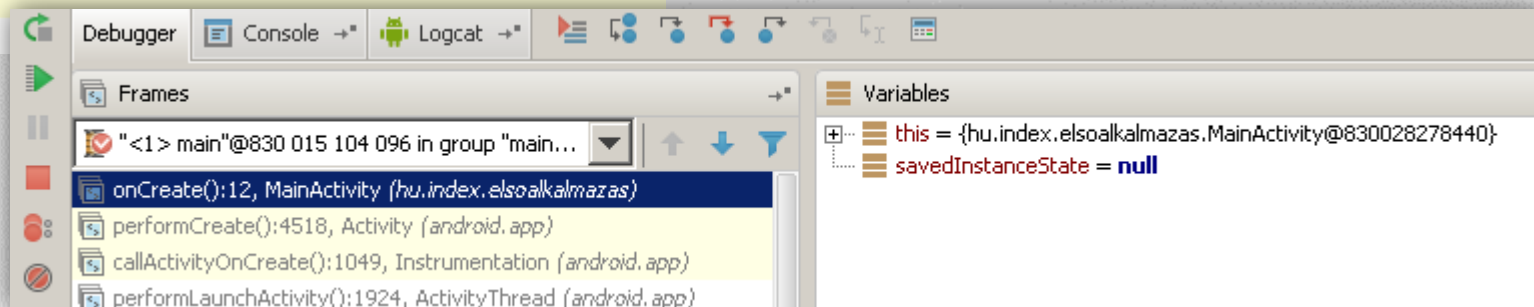 Debugger Console Logcat
Frames
"<1> main"@830 015 104 096 in group "main...
onCreate():12, MainActivity (hu.index.elsoalkalmazas)
performCreate():4518, Activity (android.app)
callActivityOnCreate():1049, Instrumentation (android.app)
performLaunchActivity():1924, ActivityThread (android.app)
Variables
this = {hu.index.elsoalkalmazas.MainActivity@830028278440}
savedInstanceState = null